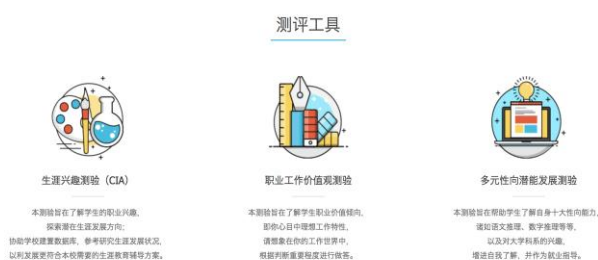 测评工具
生涯兴趣测验（CIA）
本测验旨在了解学生的职业兴趣,
探索潜在生涯发展方向;
协助学校建置数据库，参考研究生涯发展状况,
以利发展更符合本校需要的生涯教育辅导方案。
职业工作价值观测验
本测验旨在了解学生职业价值倾向,
即你心目中理想工作特性,
请想象在你的工作世界中,
根据判断重要程度进行做答。
多元性向潜能发展测验
本测验旨在帮助学生了解自身十大性向能力,
诸如语文推理、数字推理等等,
以及对大学科系的兴趣,
增进自我了解，并作为就业指导。